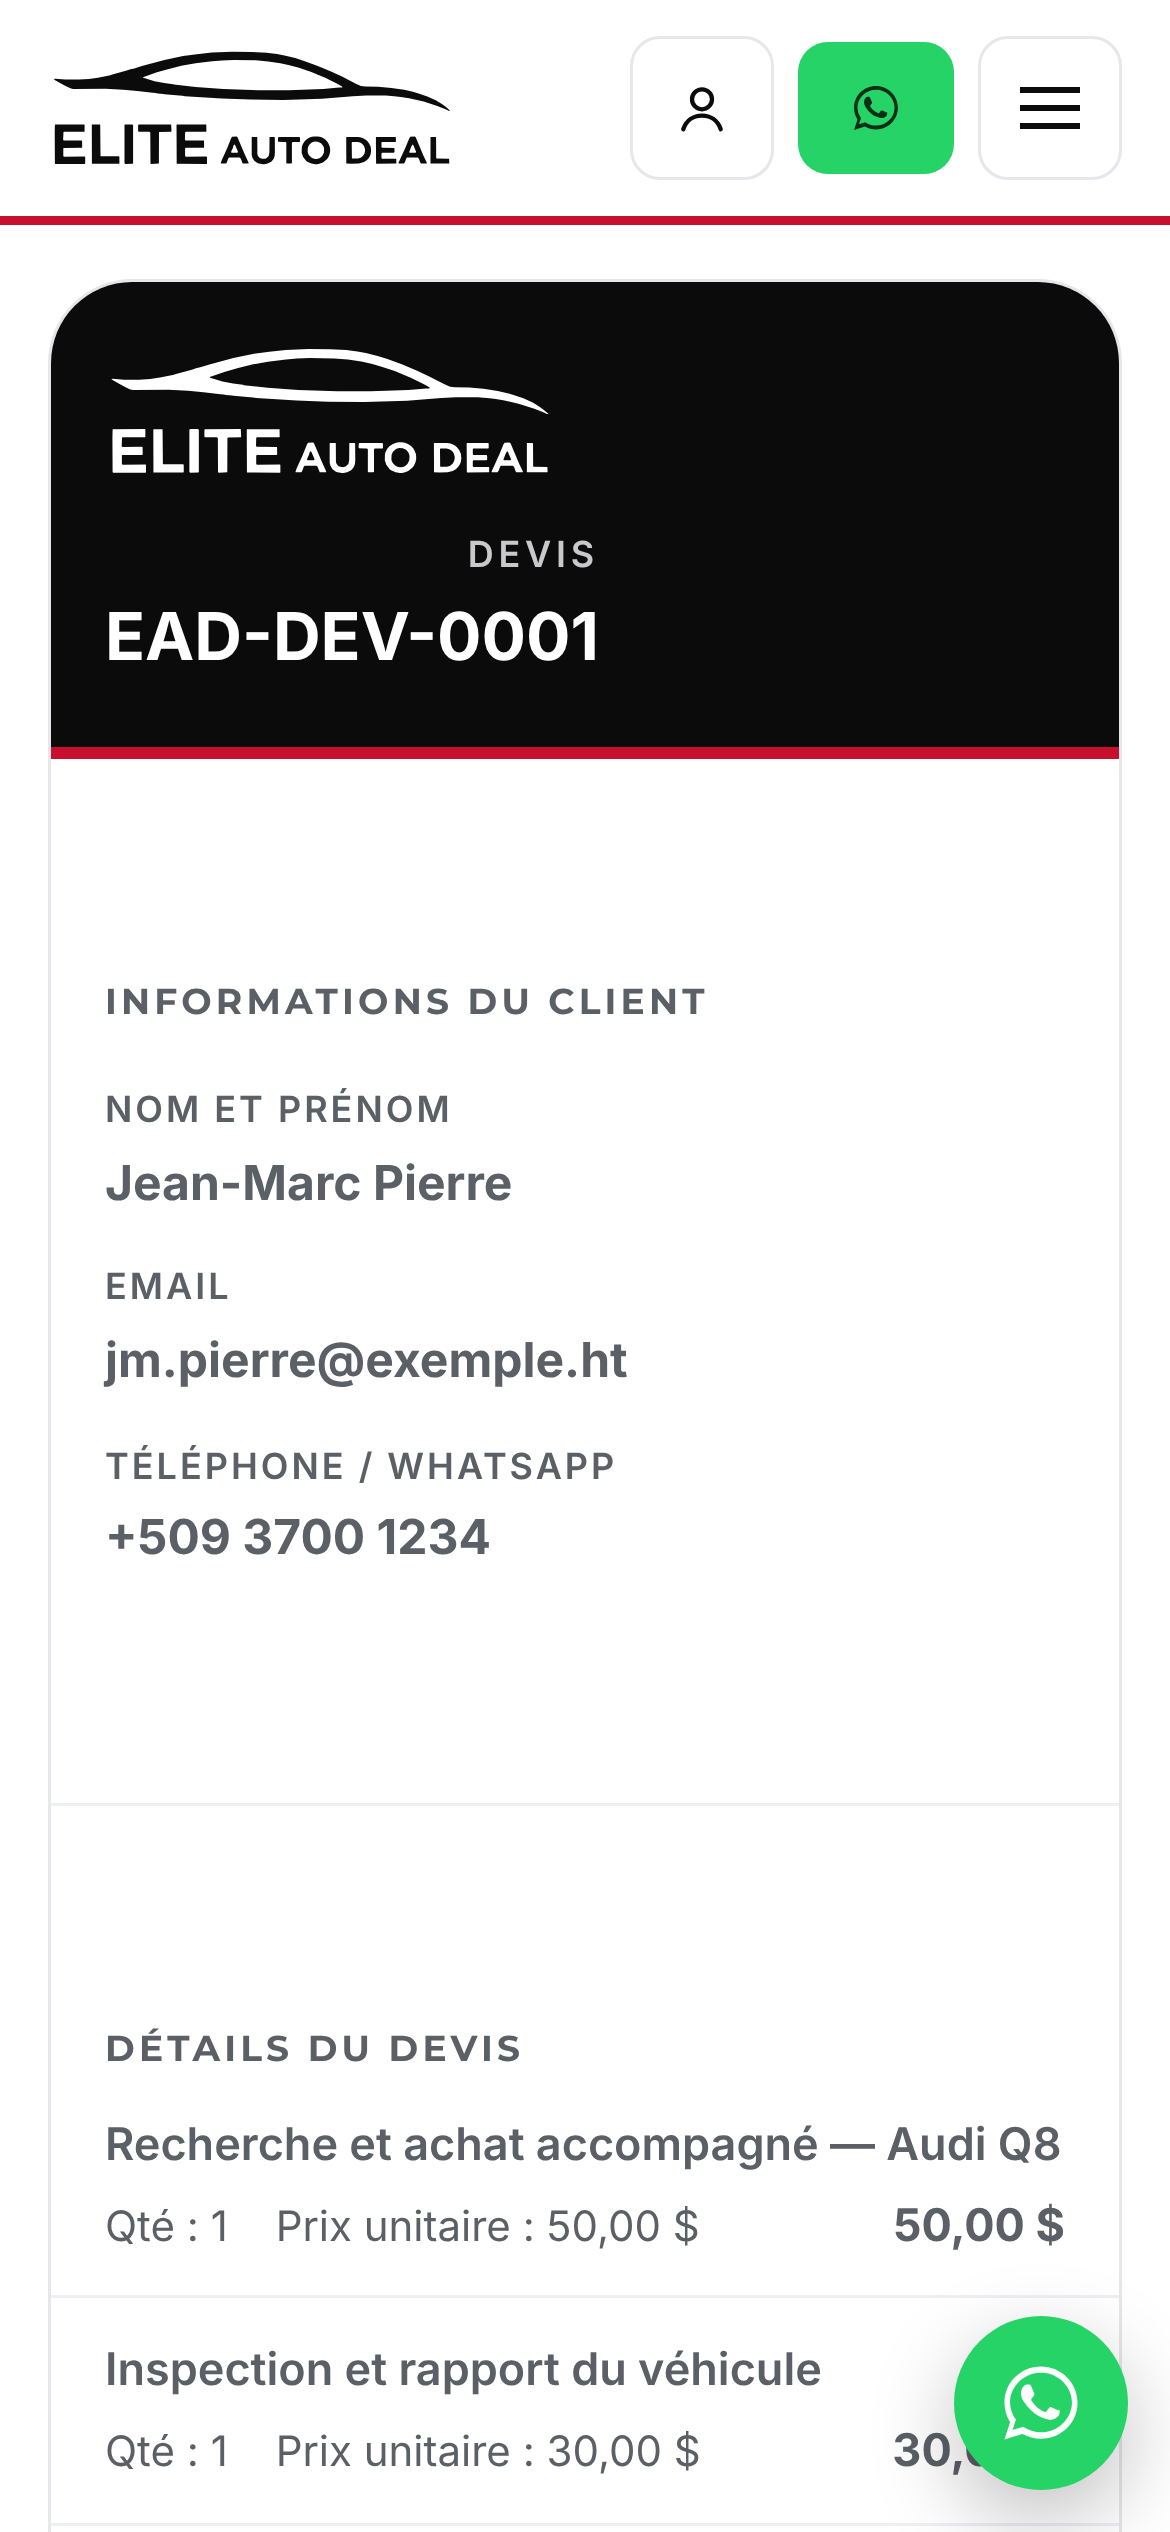 ELITE AUTO DEAL
ELITE AUTO DEAL
DEVIS
EAD-DEV-0001
INFORMATIONS DU CLIENT
NOM ET PRÉNOM
Jean-Marc Pierre
EMAIL
jm.pierre@exemple.ht
TÉLÉPHONE / WHATSAPP
+509 3700 1234
DÉTAILS DU DEVIS
Recherche et achat accompagné — Audi Q8
Qté : 1 Prix unitaire : 50,00 $ 50,00 $
Inspection et rapport du véhicule
Qté : 1 Prix unitaire : 30,00 $